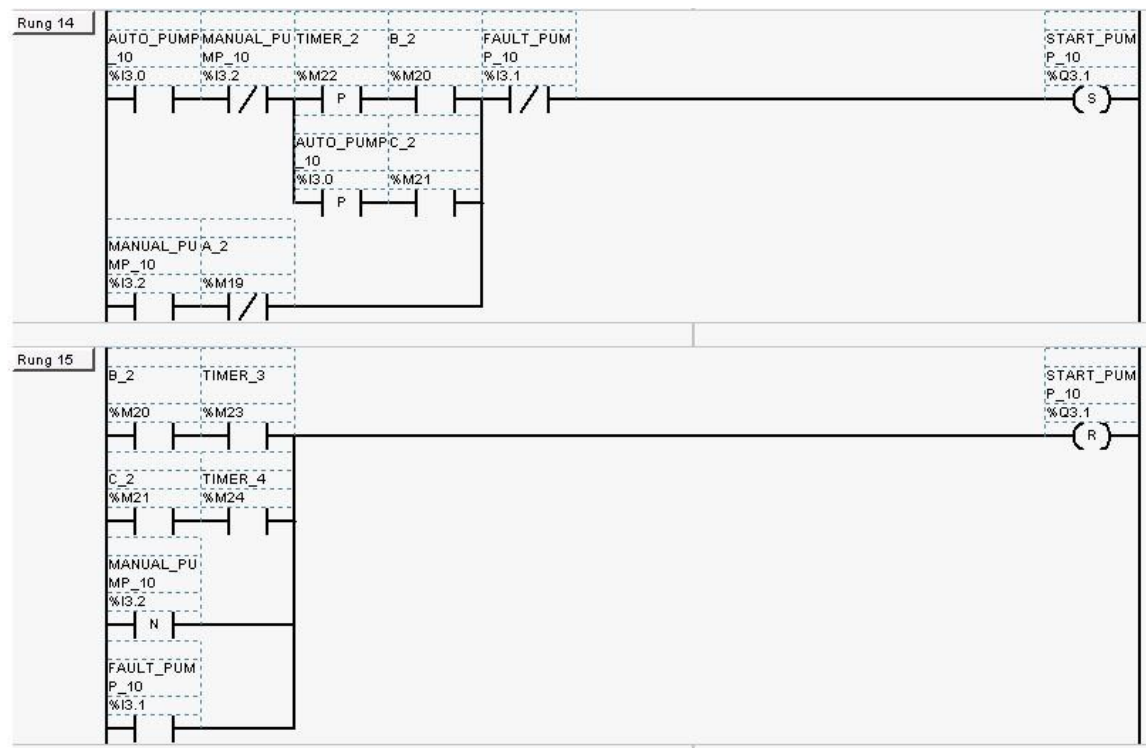 Rung 14
AUTO_PUMP
_10
%I3.0
MANUAL_PU
MP_10
%I3.2
TIMER_2
%M22
P
B_2
%M20
FAULT_PUM
P_10
%I3.1
START_PUM
P_10
%Q3.1
S
AUTO_PUMP
_10
%I3.0
P
C_2
%M21
MANUAL_PU
MP_10
%I3.2
A_2
%M19
Rung 15
B_2
%M20
TIMER_3
%M23
START_PUM
P_10
%Q3.1
R
C_2
%M21
TIMER_4
%M24
MANUAL_PU
MP_10
%I3.2
N
FAULT_PUM
P_10
%I3.1